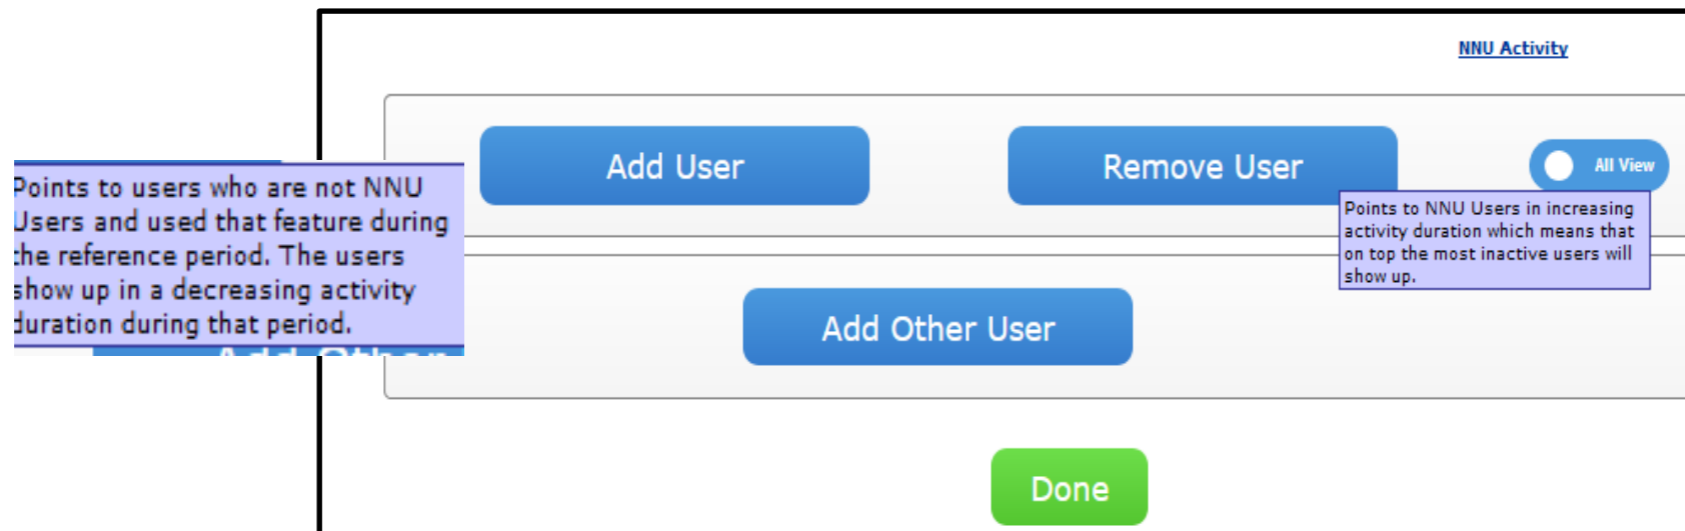 NNU Activity
Add User
Remove User
All View
Points to users who are not NNU
Users and used that feature during
the reference period. The users
show up in a decreasing activity
duration during that period.
Points to NNU Users in increasing
activity duration which means that
on top the most inactive users will
show up.
Add Other User
Done